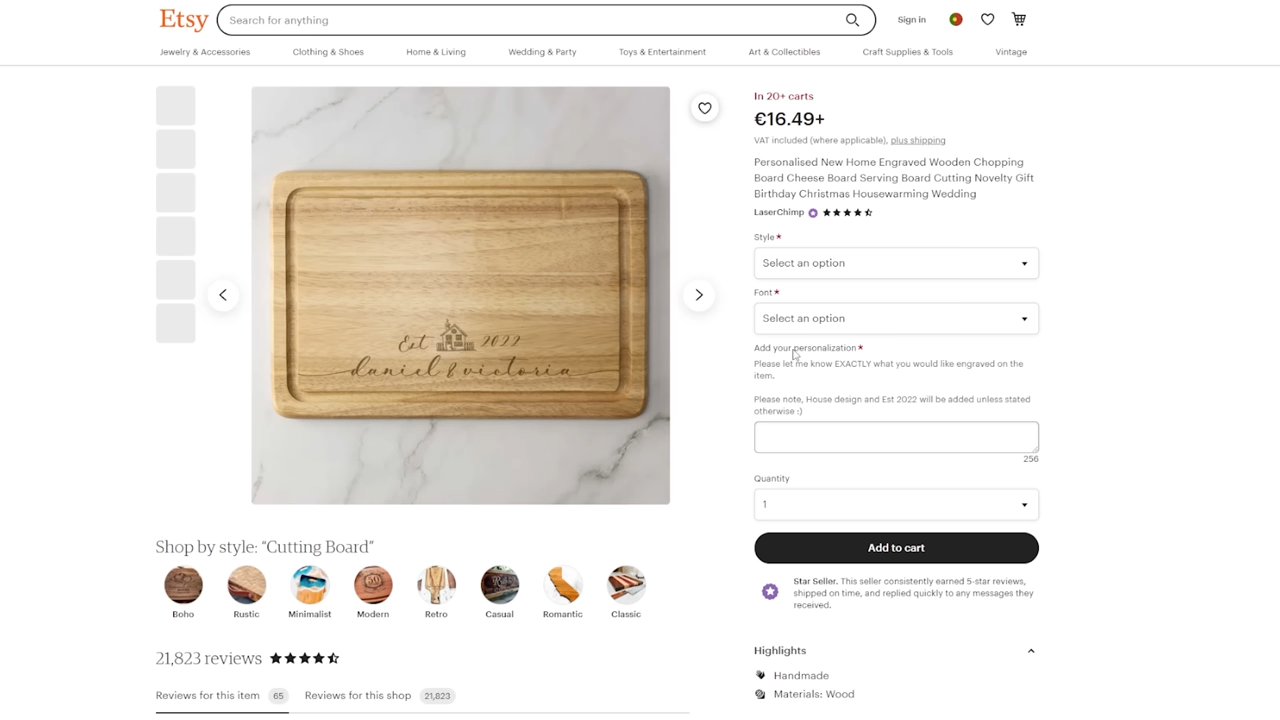 Etsy
Search for anything
Sign in
Jewelry & Accessories
Clothing & Shoes
Home & Living
Wedding & Party
Toys & Entertainment
Art & Collectibles
Craft Supplies & Tools
Vintage
Est 2022
daniel & victoria
In 20+ carts
€16.49+
VAT included (where applicable), plus shipping
Personalised New Home Engraved Wooden Chopping
Board Cheese Board Serving Board Cutting Novelty Gift
Birthday Christmas Housewarming Wedding
LaserChimp
Style *
Select an option
Font *
Select an option
Add your personalization *
Please let me know EXACTLY what you would like engraved on the
item.
Please note, House design and Est 2022 will be added unless stated
otherwise :)
256
Quantity
1
Add to cart
Star Seller. This seller consistently earned 5-star reviews,
shipped on time, and replied quickly to any messages they
received.
Highlights
Handmade
Materials: Wood
Shop by style: “Cutting Board”
Boho
Rustic
Minimalist
Modern
Retro
Casual
Romantic
Classic
21,823 reviews
Reviews for this item 65
Reviews for this shop 21,823